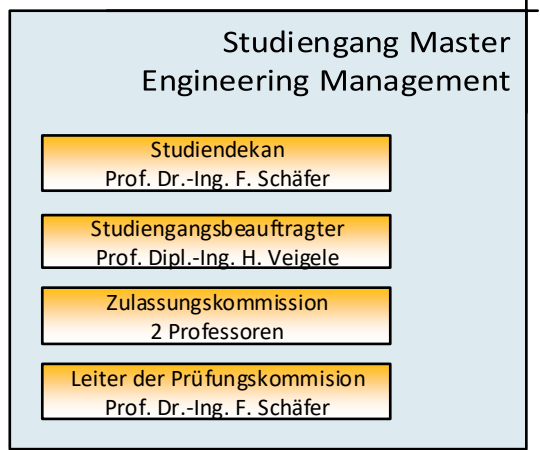 Studiengang Master
Engineering Management
Studiendekan
Prof. Dr.-Ing. F. Schäfer
Studiengangsbeauftragter
Prof. Dipl.-Ing. H. Veigele
Zulassungskommission
2 Professoren
Leiter der Prüfungskommision
Prof. Dr.-Ing. F. Schäfer